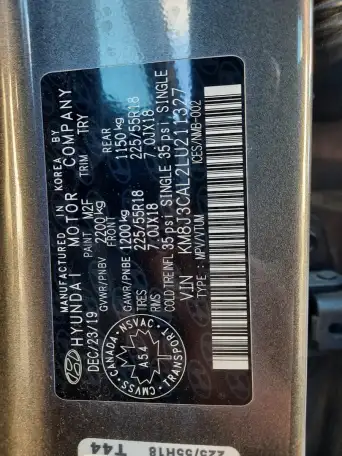 MANUFACTURED IN KOREA BY
HYUNDAI MOTOR COMPANY
DEC/23/19 PAINT M2F TRIM TRY
GVWR/PNBV 2200 kg
FRONT REAR
GAWR/PNBE 1200 kg 1150 kg
TIRES 225/55R18 225/55R18
RIMS 7.0JX18 7.0JX18
COLD TIRE INFL 35 psi SINGLE 35 psi SINGLE
VIN KM8J3CAL2LU211327
TYPE: MPV/VTUM ICES/NMB-002
CANADA NSVAC
TRANSPORT
CMVSS
A54
225/55R18
T44